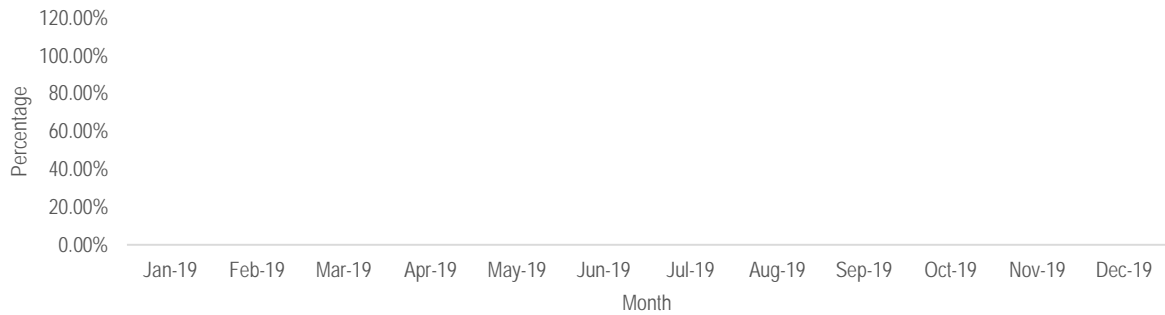 120.00%
100.00%
80.00%
60.00%
40.00%
20.00%
0.00%
Percentage
Jan-19 Feb-19 Mar-19 Apr-19 May-19 Jun-19 Jul-19 Aug-19 Sep-19 Oct-19 Nov-19 Dec-19
Month